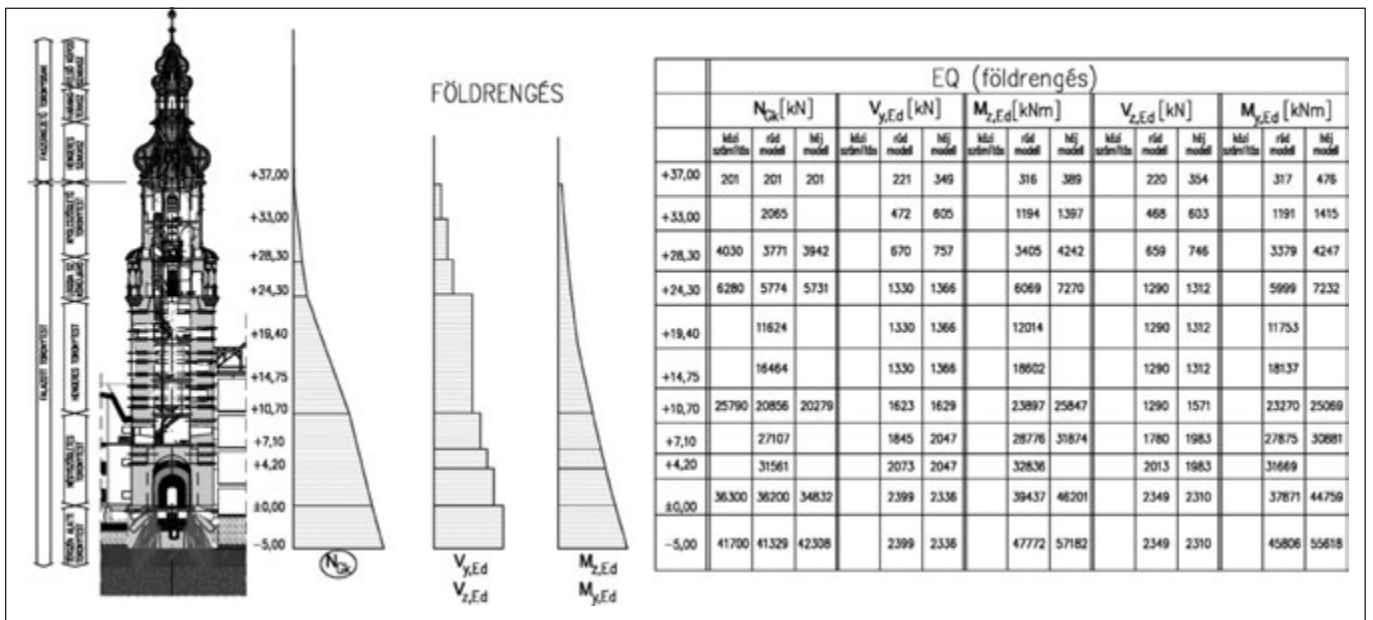 FÖLDRENGÉS
+37,00
+33,00
+28,30
+24,30
+19,40
+14,75
+10,70
+7,10
+4,20
±0,00
-5,00
N_Gk
V_y,Ed
V_z,Ed
M_z,Ed
M_y,Ed
EQ (földrengés)
N_Gk [kN] V_y,Ed [kN] M_z,Ed [kNm] V_z,Ed [kN] M_y,Ed [kNm]
kézi számítás rúd modell héj modell kézi számítás rúd modell héj modell kézi számítás rúd modell héj modell kézi számítás rúd modell héj modell kézi számítás rúd modell héj modell
+37,00 201 201 201 221 349 316 389 220 354 317 476
+33,00 2065 472 605 1194 1397 468 603 1191 1415
+28,30 4030 3771 3942 670 757 3405 4242 659 746 3379 4247
+24,30 6280 5774 5731 1330 1366 6069 7270 1290 1312 5999 7232
+19,40 11624 1330 1366 12014 1290 1312 11753
+14,75 16464 1330 1366 18602 1290 1312 18137
+10,70 25790 20856 20279 1623 1629 23897 25847 1290 1571 23270 25069
+7,10 27107 1845 2047 28776 31874 1780 1983 27875 30881
+4,20 31561 2073 2047 32836 2013 1983 31669
±0,00 36300 36200 34832 2399 2336 39437 46201 2349 2310 37871 44759
-5,00 41700 41329 42308 2399 2336 47772 57182 2349 2310 45806 55618